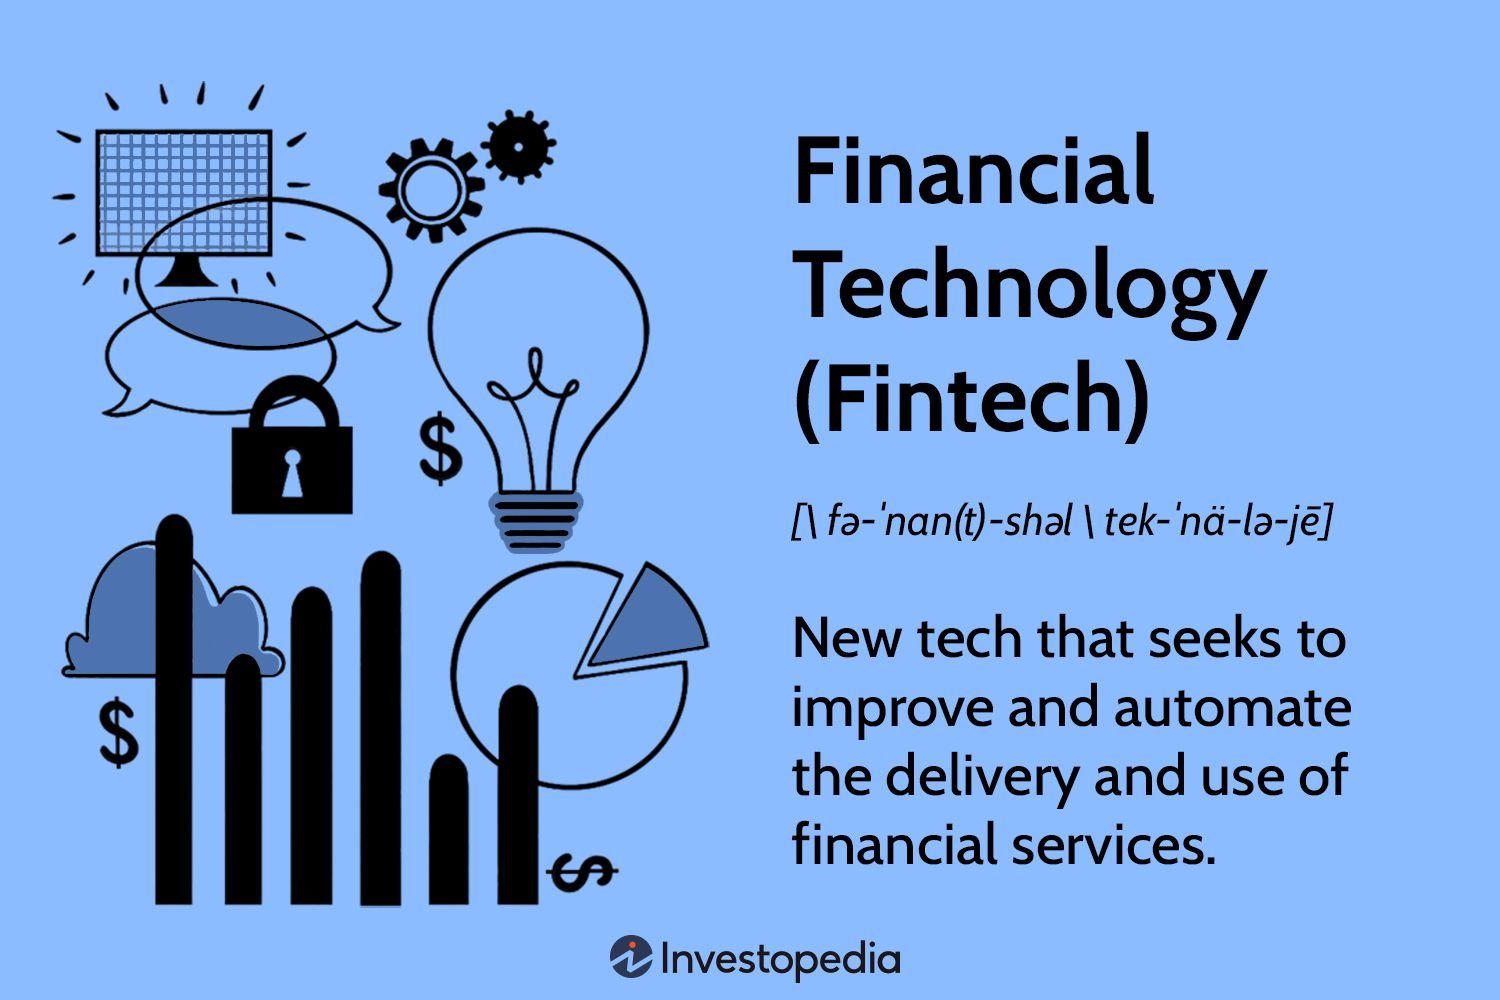 Financial
Technology
(Fintech)
[\ fə-ˈnan(t)-shəl \ tek-ˈnä-lə-jē]
New tech that seeks to
improve and automate
the delivery and use of
financial services.
$
$
$
Investopedia